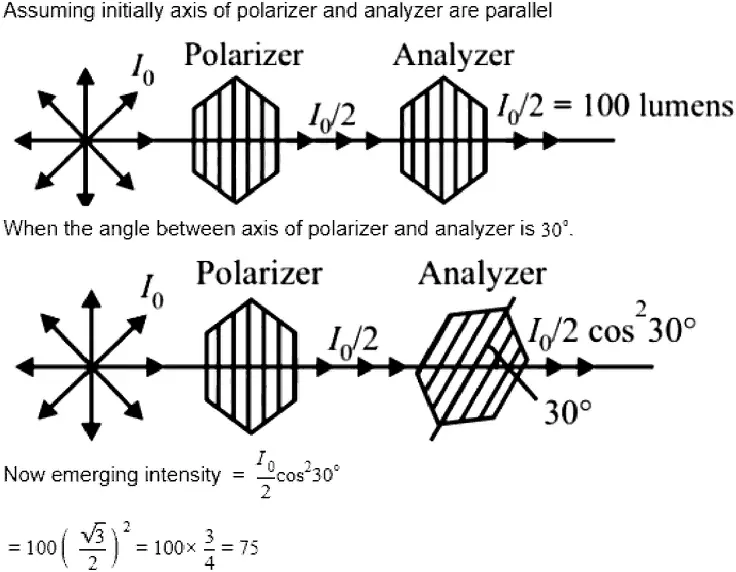 Assuming initially axis of polarizer and analyzer are parallel
I₀ Polarizer Analyzer
I₀/2 I₀/2 = 100 lumens
When the angle between axis of polarizer and analyzer is 30°.
I₀ Polarizer Analyzer
I₀/2 I₀/2 cos²30°
30°
Now emerging intensity = I₀/2 cos²30°
= 100(√3/2)² = 100 × 3/4 = 75